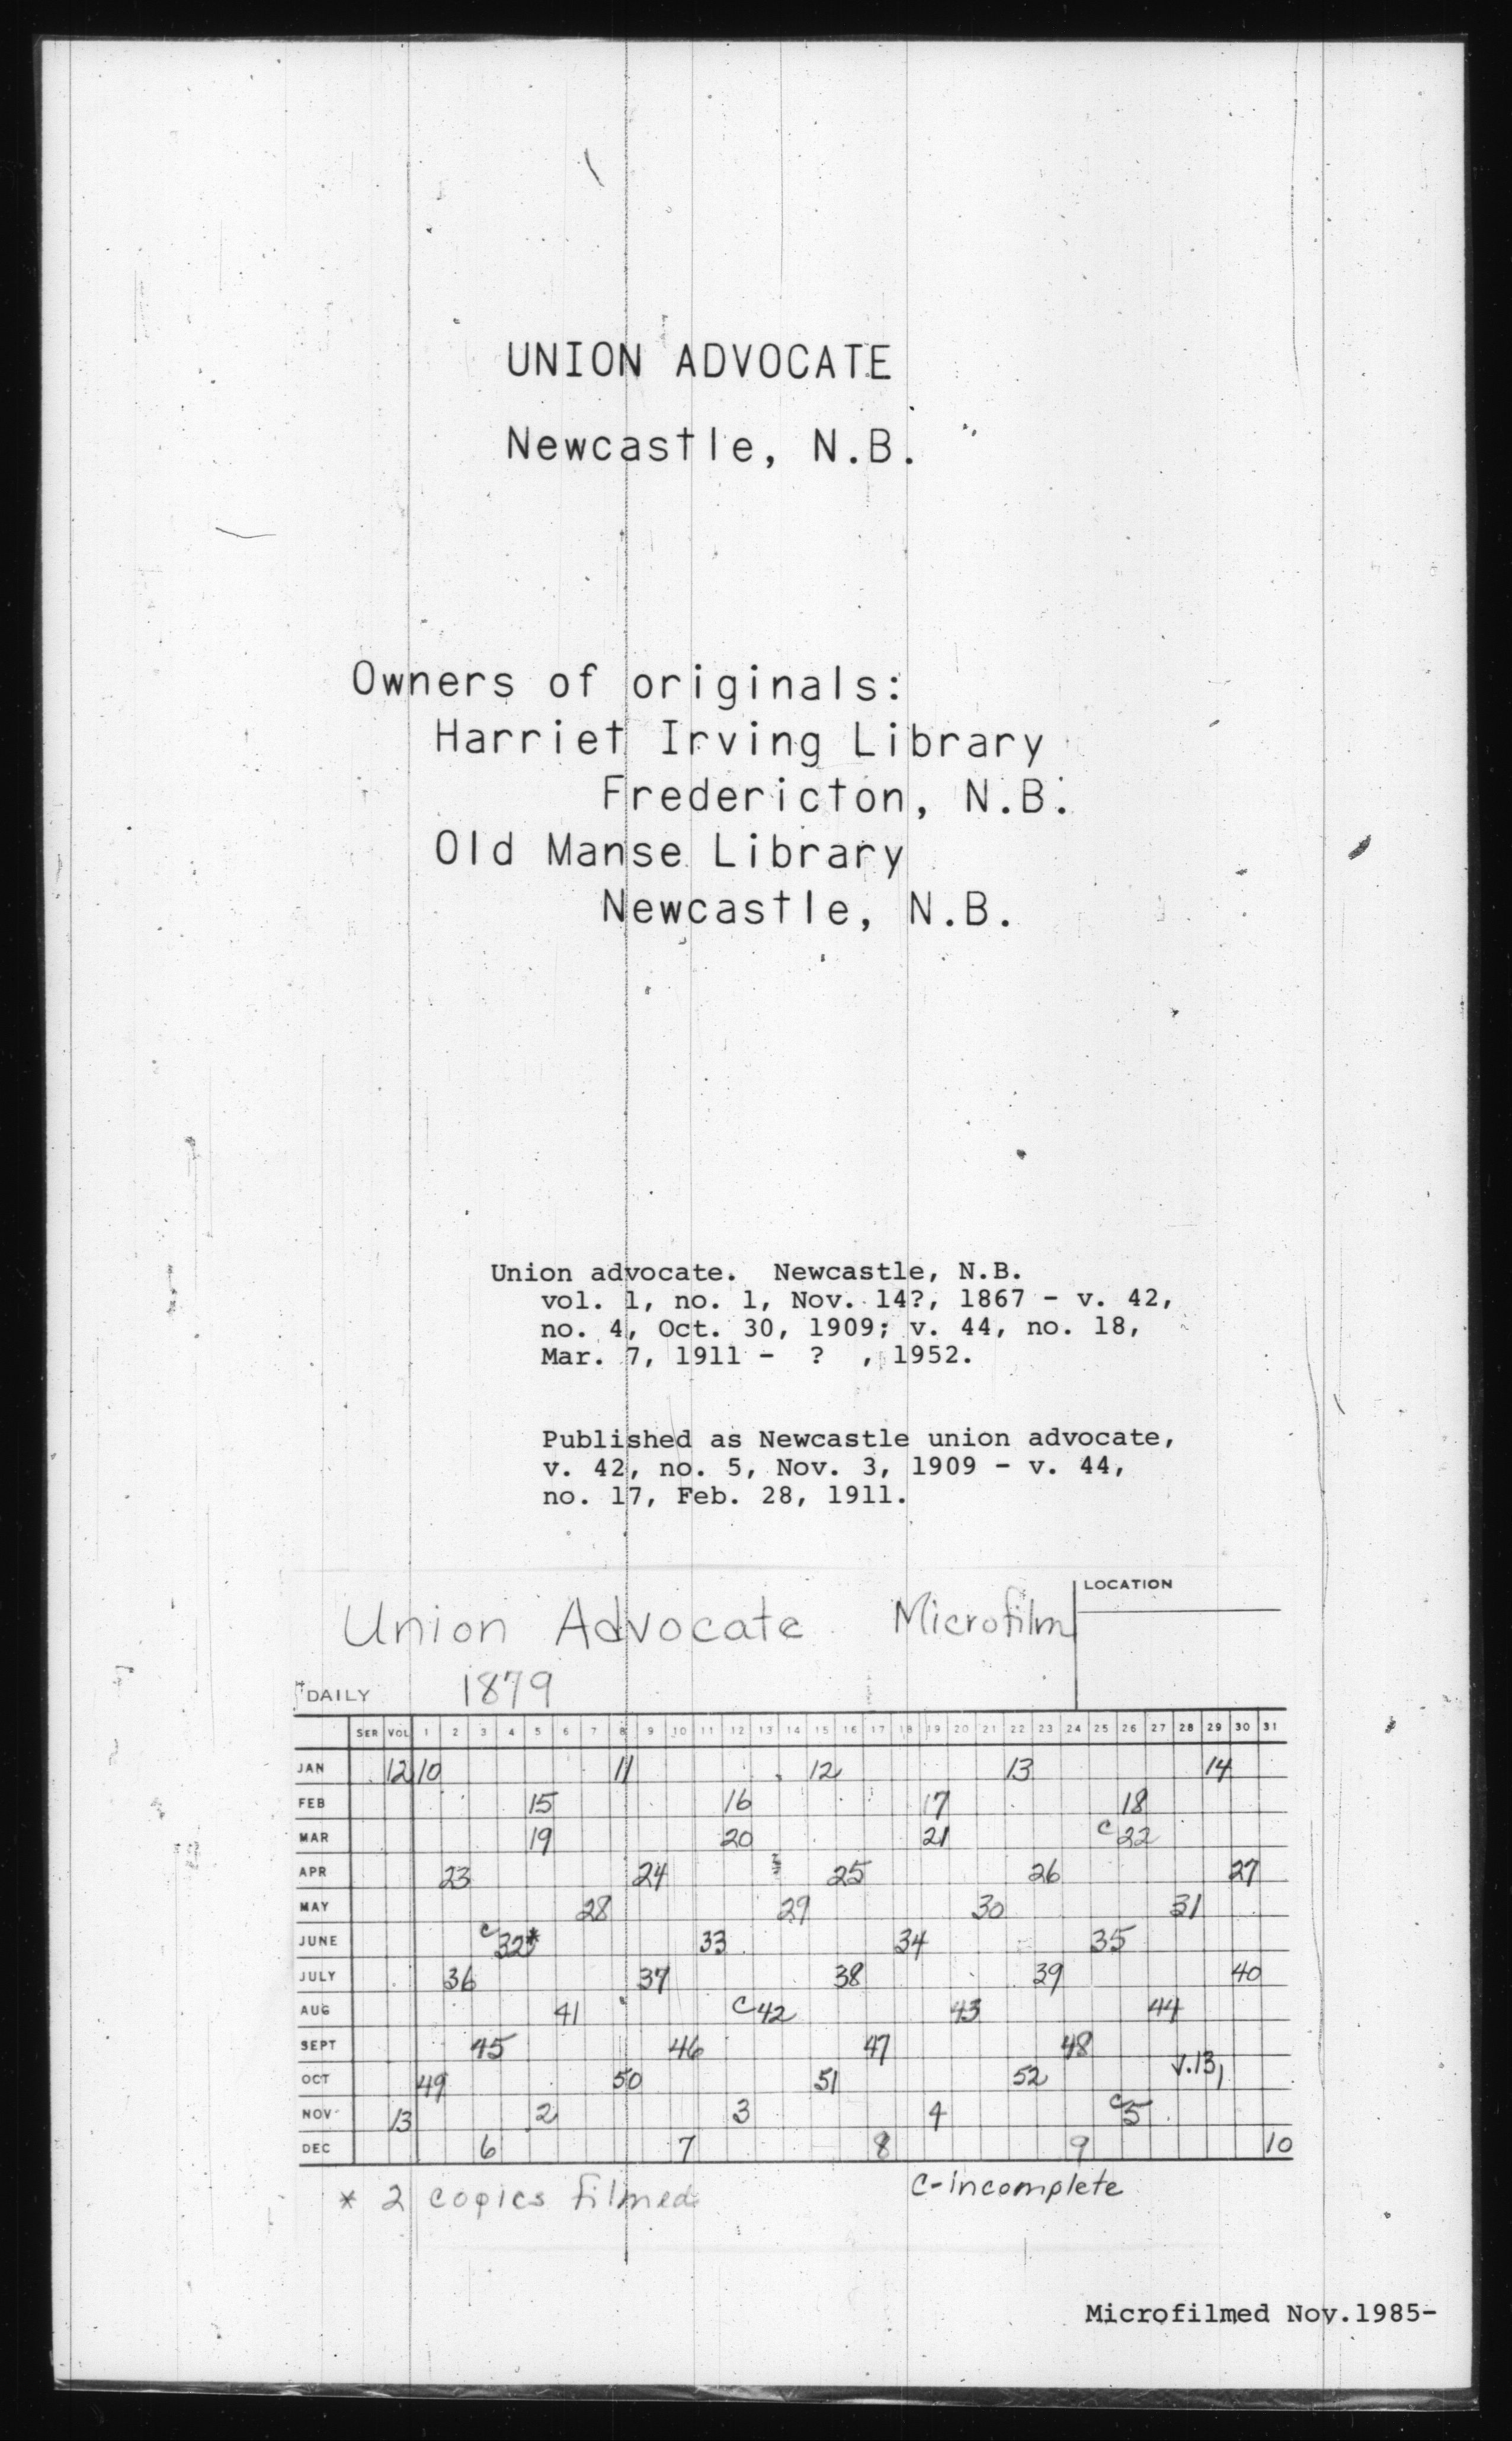 UNION ADVOCATE
Newcastle, N.B.
Owners of originals:
Harriet Irving Library
Fredericton, N.B.
Old Manse Library
Newcastle, N.B.
Union advocate. Newcastle, N.B.
vol. 1, no. 1, Nov. 14?, 1867 - v. 42,
no. 4, Oct. 30, 1909; v. 44, no. 18,
Mar. 7, 1911 - ? , 1952.
Published as Newcastle union advocate,
v. 42, no. 5, Nov. 3, 1909 - v. 44,
no. 17, Feb. 28, 1911.
LOCATION
Union Advocate Microfilm
DAILY 1879
SER VOL 1 2 3 4 5 6 7 8 9 10 11 12 13 14 15 16 17 18 19 20 21 22 23 24 25 26 27 28 29 30 31
JAN 12 10 11 12 13 14
FEB 15 16 17 18
MAR 19 20 21 c22
APR 23 24 25 26 27
MAY 28 29 30 31
JUNE c32* 33 34 35
JULY 36 37 38 39 40
AUG 41 c42 43 44
SEPT 45 46 47 48
OCT 49 50 51 52 v.13,1
NOV 13 2 3 4 c5
DEC 6 7 8 9 10
* 2 copies filmed
C-incomplete
Microfilmed Nov.1985-